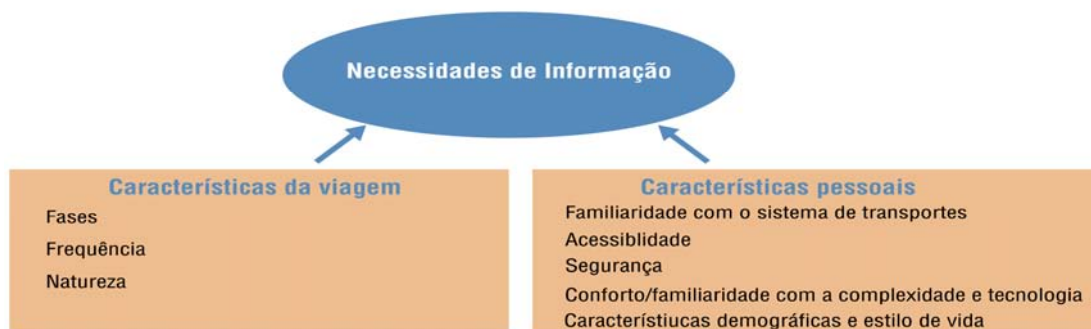 Necessidades de Informação
Características da viagem
Fases
Frequência
Natureza
Características pessoais
Familiaridade com o sistema de transportes
Acessiblidade
Segurança
Conforto/familiaridade com a complexidade e tecnologia
Característiucas demográficas e estilo de vida